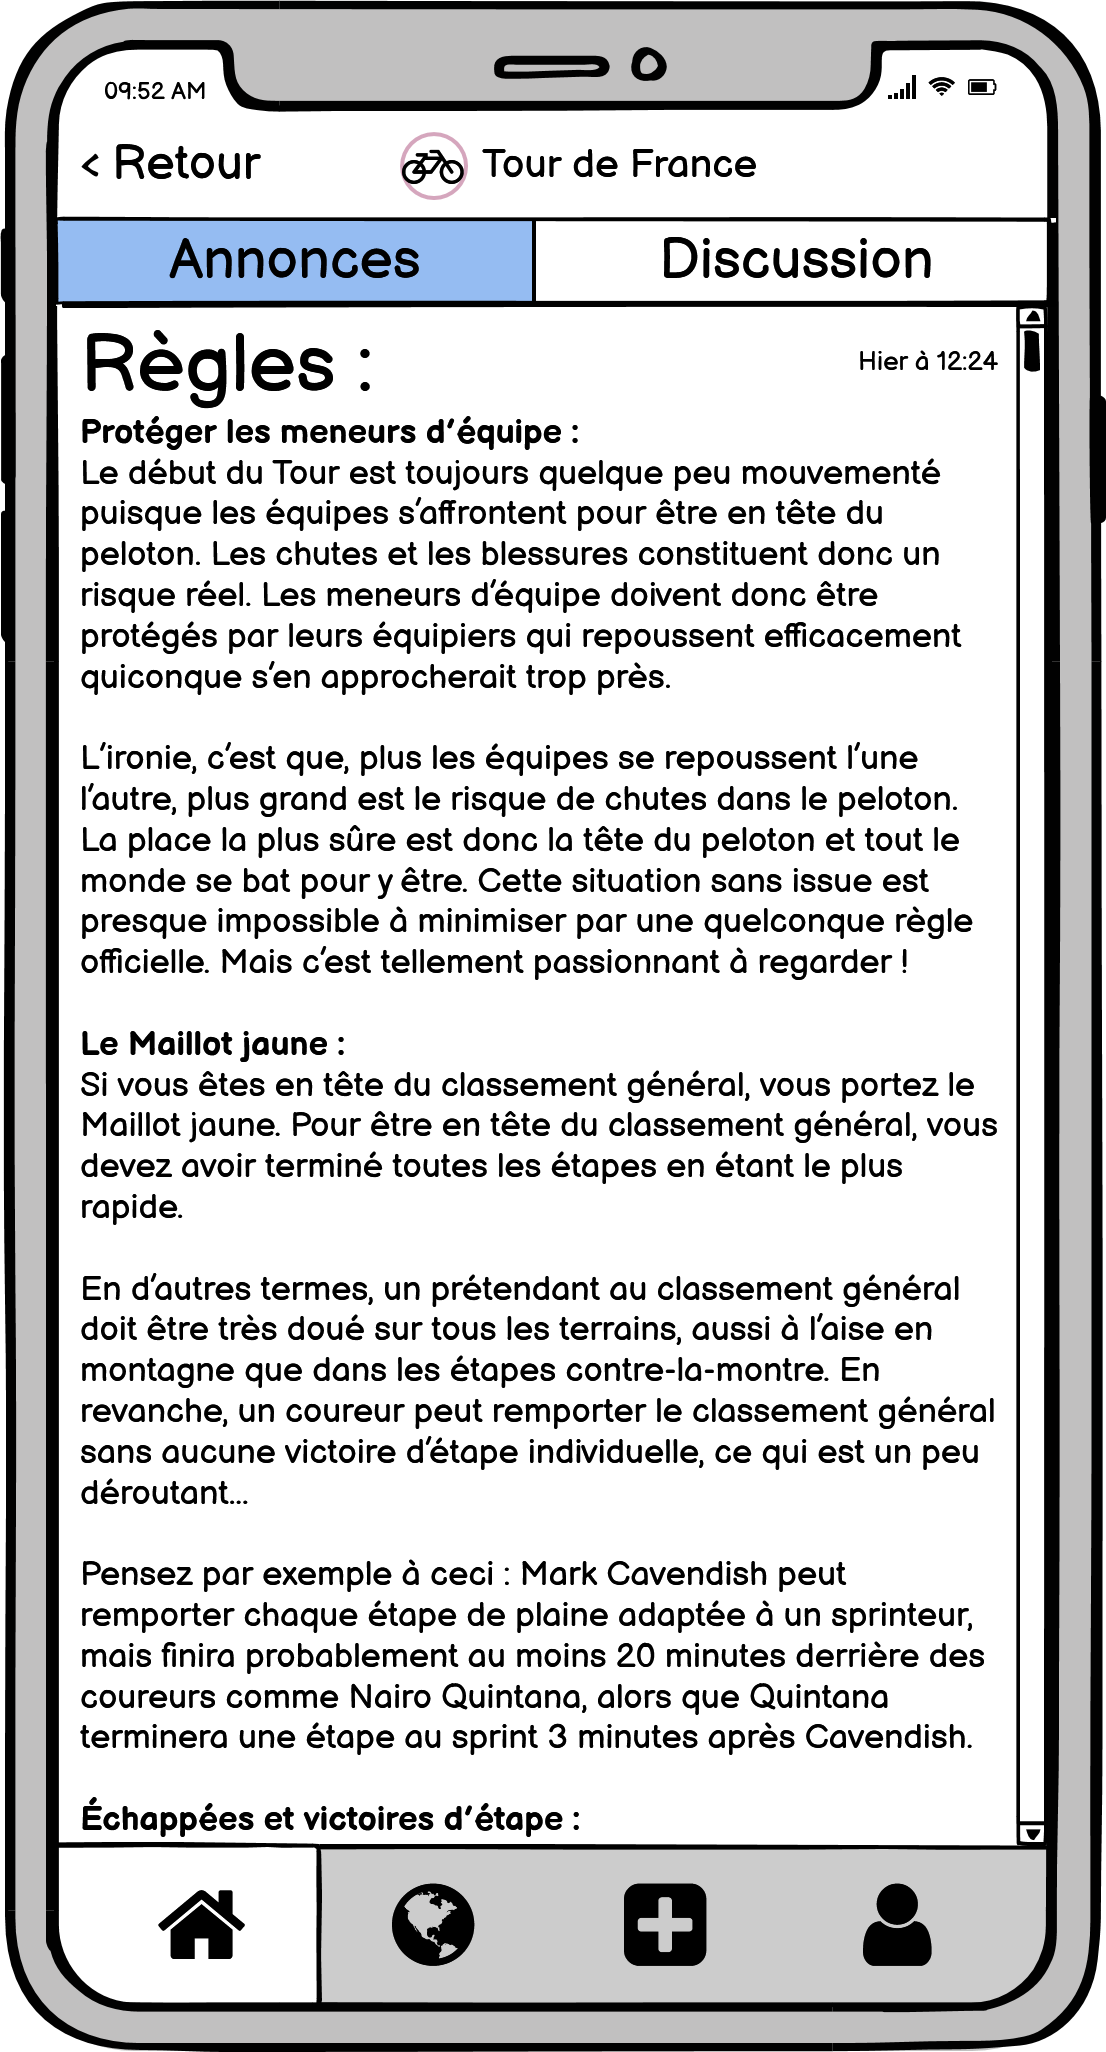 09:52 AM
< Retour
Tour de France
Annonces
Discussion
Règles :
Hier à 12:24
Protéger les meneurs d'équipe :
Le début du Tour est toujours quelque peu mouvementé
puisque les équipes s'affrontent pour être en tête du
peloton. Les chutes et les blessures constituent donc un
risque réel. Les meneurs d'équipe doivent donc être
protégés par leurs équipiers qui repoussent efficacement
quiconque s'en approcherait trop près.
L'ironie, c'est que, plus les équipes se repoussent l'une
l'autre, plus grand est le risque de chutes dans le peloton.
La place la plus sûre est donc la tête du peloton et tout le
monde se bat pour y être. Cette situation sans issue est
presque impossible à minimiser par une quelconque règle
officielle. Mais c'est tellement passionnant à regarder !
Le Maillot jaune :
Si vous êtes en tête du classement général, vous portez le
Maillot jaune. Pour être en tête du classement général, vous
devez avoir terminé toutes les étapes en étant le plus
rapide.
En d'autres termes, un prétendant au classement général
doit être très doué sur tous les terrains, aussi à l'aise en
montagne que dans les étapes contre-la-montre. En
revanche, un coureur peut remporter le classement général
sans aucune victoire d'étape individuelle, ce qui est un peu
déroutant...
Pensez par exemple à ceci : Mark Cavendish peut
remporter chaque étape de plaine adaptée à un sprinteur,
mais finira probablement au moins 20 minutes derrière des
coureurs comme Nairo Quintana, alors que Quintana
terminera une étape au sprint 3 minutes après Cavendish.
Échappées et victoires d'étape :